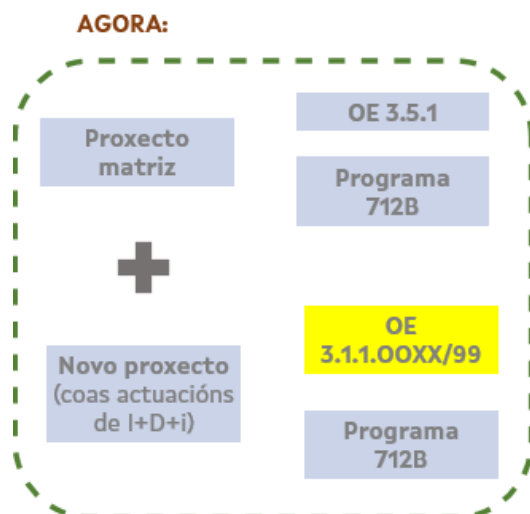 AGORA:
Proxecto
matriz
OE 3.5.1
Programa
712B
Novo proxecto
(coas actuacións
de I+D+i)
OE
3.1.1.OOXX/99
Programa
712B